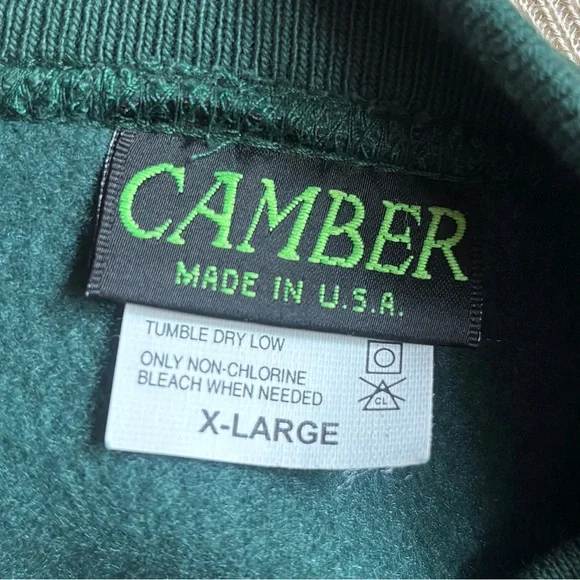 CAMBER
MADE IN U.S.A.
TUMBLE DRY LOW
ONLY NON-CHLORINE
BLEACH WHEN NEEDED
CL
X-LARGE